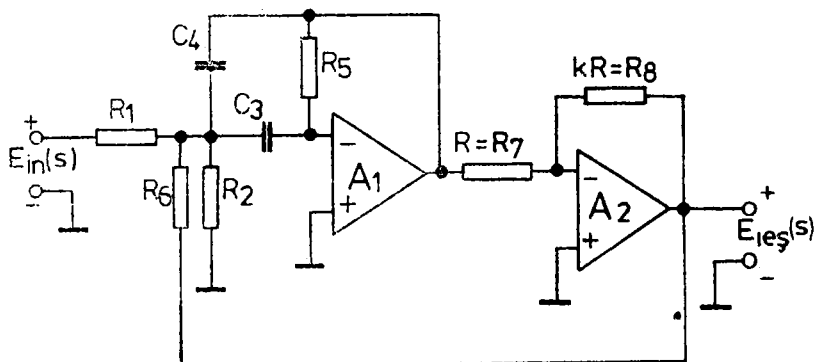 C4
R5
kR=R8
C3
R1
+
Ein(s)
-
R6
R2
-
A1
+
R=R7
-
A2
+
+
Eieş(s)
-